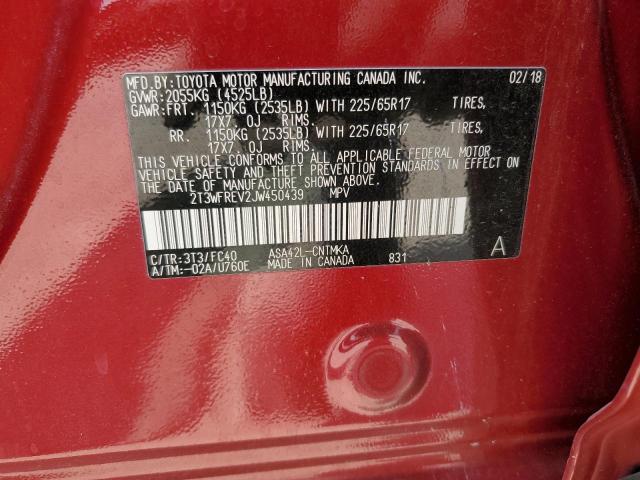 MFD.BY:TOYOTA MOTOR MANUFACTURING CANADA INC. 02/18
GVWR:2055KG (4525LB)
GAWR:FRT. 1150KG (2535LB) WITH 225/65R17 TIRES,
17X7.0J RIMS.
RR. 1150KG (2535LB) WITH 225/65R17 TIRES,
17X7.0J RIMS.
THIS VEHICLE CONFORMS TO ALL APPLICABLE FEDERAL MOTOR
VEHICLE SAFETY AND THEFT PREVENTION STANDARDS IN EFFECT ON
THE DATE OF MANUFACTURE SHOWN ABOVE.
2T3WFREV2JW450439 MPV
C/TR:3T3/FC40 ASA42L-CNTMKA A
A/TM:-02A/U760E MADE IN CANADA 831